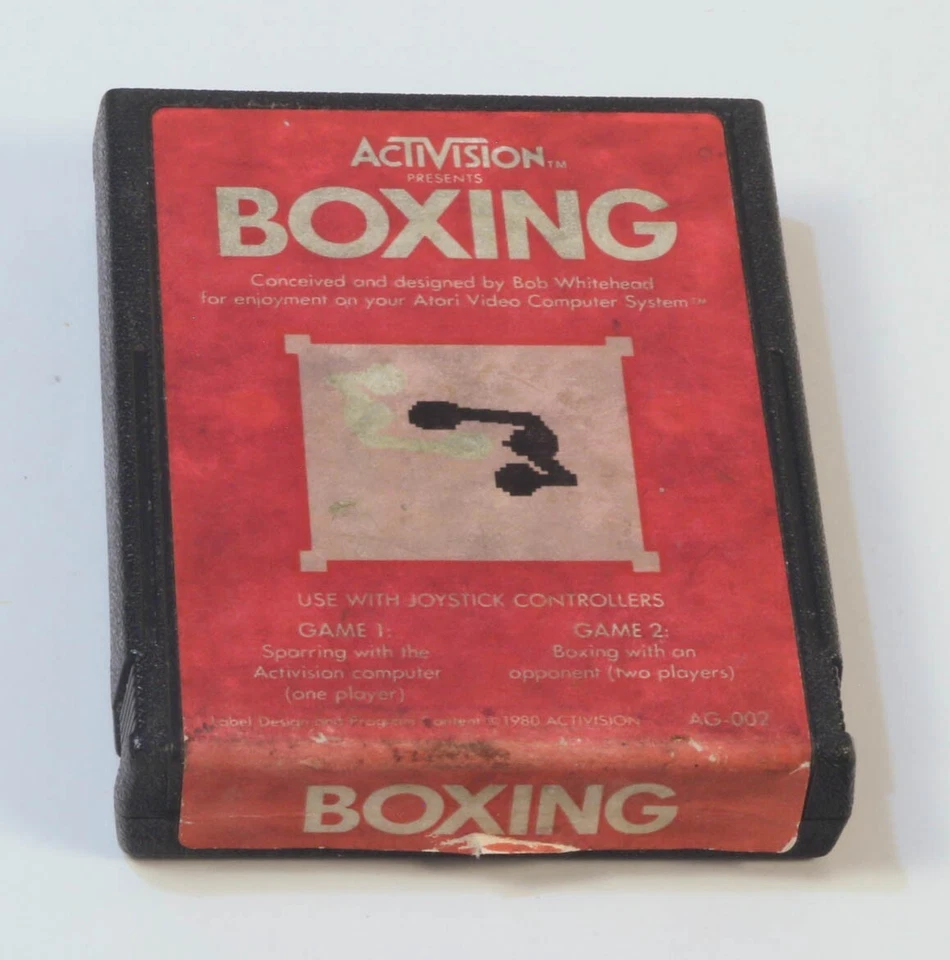 ACTIVISION™
PRESENTS
BOXING
Conceived and designed by Bob Whitehead
for enjoyment on your Atari Video Computer System™
USE WITH JOYSTICK CONTROLLERS
GAME 1:
Sparring with the
Activision computer
(one player)
GAME 2:
Boxing with an
opponent (two players)
Label Design and Program Content © 1980 ACTIVISION
AG-002
BOXING